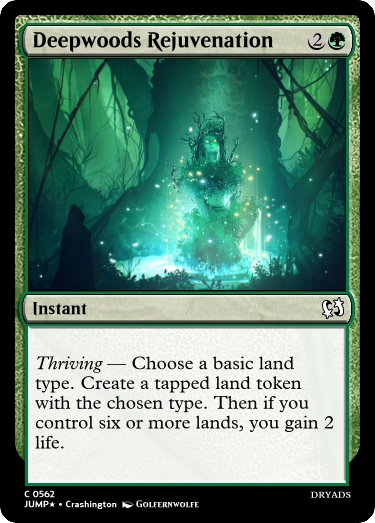 Deepwoods Rejuvenation 2
Instant
Thriving — Choose a basic land
type. Create a tapped land token
with the chosen type. Then if you
control six or more lands, you gain 2
life.
C 0562
JUMP★ • Crashington Golfernwolfe
DRYADS